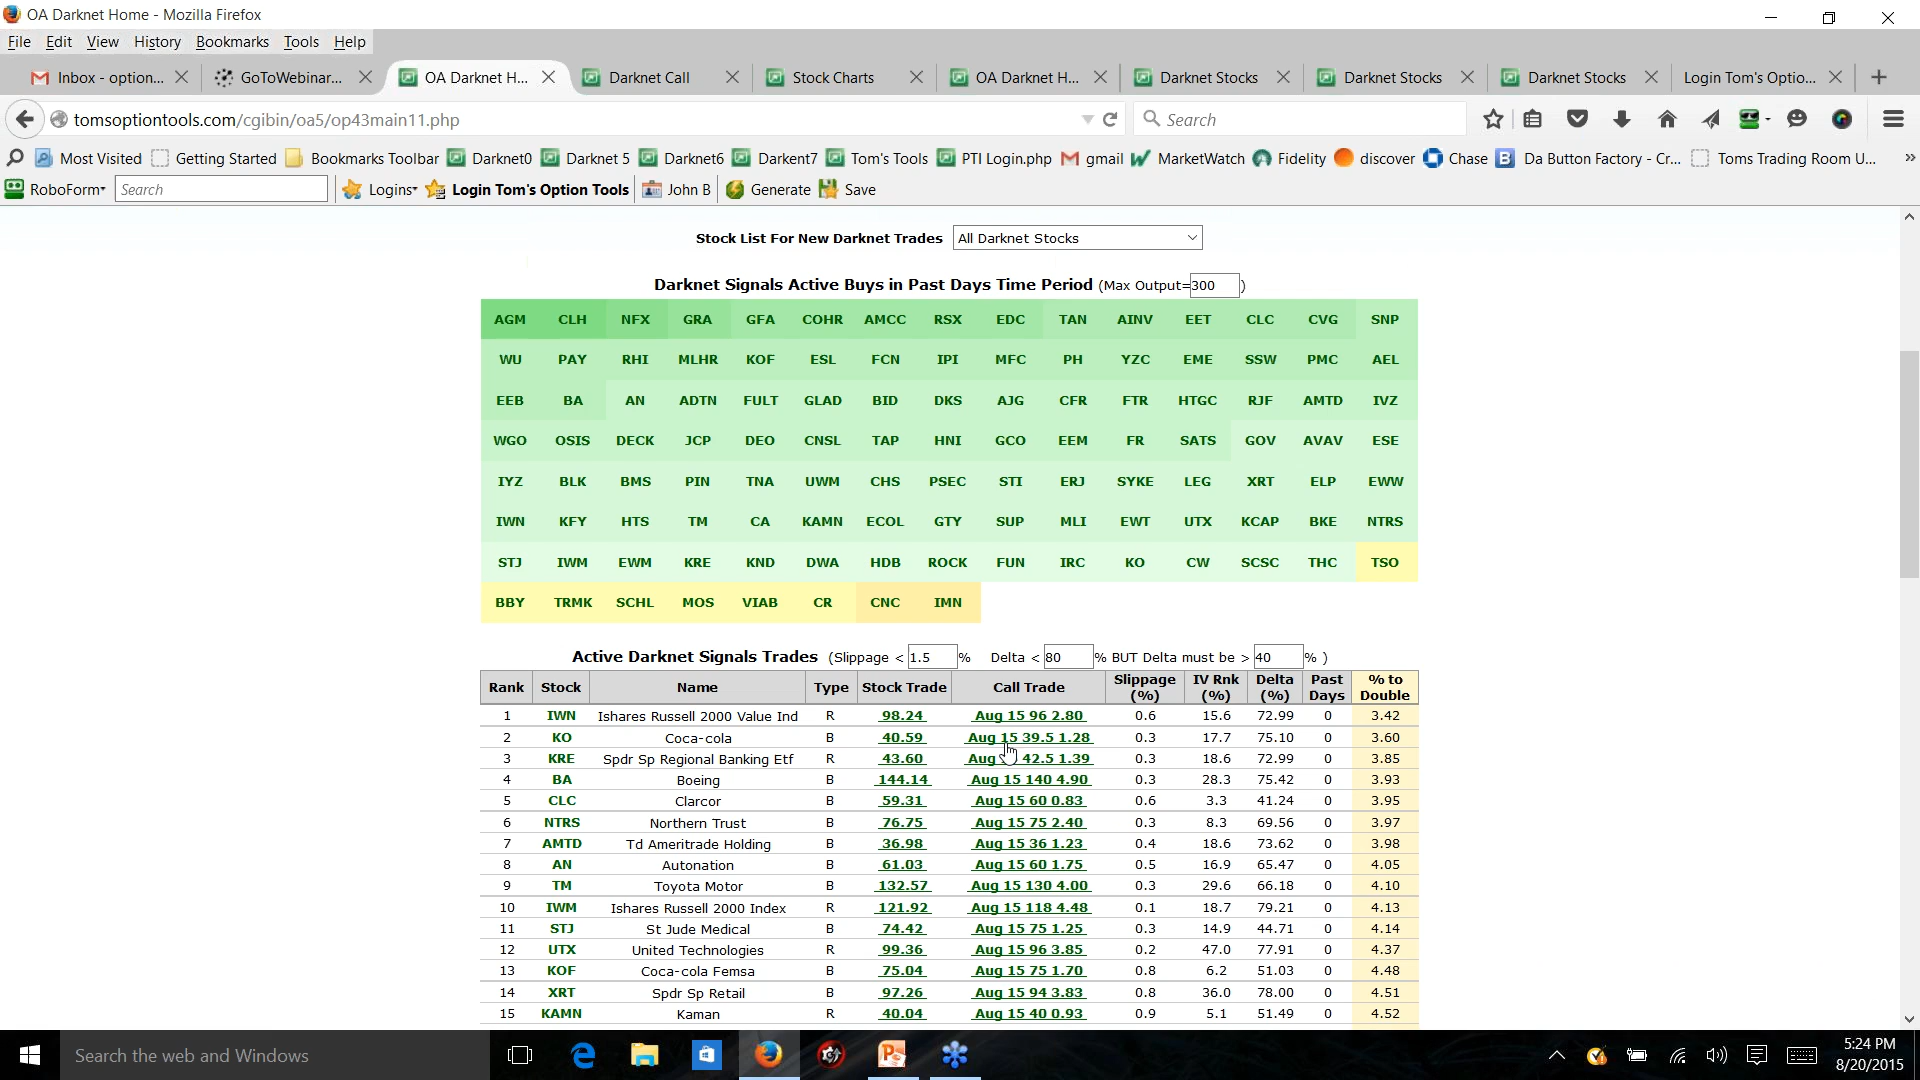 OA Darknet Home - Mozilla Firefox
File Edit View History Bookmarks Tools Help
Inbox - option... GoToWebinar... OA Darknet H... Darknet Call Stock Charts OA Darknet H... Darknet Stocks Darknet Stocks Darknet Stocks Login Tom's Optio...
tomsoptiontools.com/cgibin/oa5/op43main11.php Search
Most Visited Getting Started Bookmarks Toolbar Darknet0 Darknet 5 Darknet6 Darkent7 Tom's Tools PTI Login.php gmail MarketWatch Fidelity discover Chase Da Button Factory - Cr... Toms Trading Room U... »
RoboForm Search Logins Login Tom's Option Tools John B Generate Save
Stock List For New Darknet Trades All Darknet Stocks
Darknet Signals Active Buys in Past Days Time Period (Max Output=300)
AGM CLH NFX GRA GFA COHR AMCC RSX EDC TAN AINV EET CLC CVG SNP
WU PAY RHI MLHR KOF ESL FCN IPI MFC PH YZC EME SSW PMC AEL
EEB BA AN ADTN FULT GLAD BID DKS AJG CFR FTR HTGC RJF AMTD IVZ
WGO OSIS DECK JCP DEO CNSL TAP HNI GCO EEM FR SATS GOV AVAV ESE
IYZ BLK BMS PIN TNA UWM CHS PSEC STI ERJ SYKE LEG XRT ELP EWW
IWN KFY HTS TM CA KAMN ECOL GTY SUP MLI EWT UTX KCAP BKE NTRS
STJ IWM EWM KRE KND DWA HDB ROCK FUN IRC KO CW SCSC THC TSO
BBY TRMK SCHL MOS VIAB CR CNC IMN
Active Darknet Signals Trades (Slippage < 1.5 % Delta < 80 % BUT Delta must be > 40 % )
Rank Stock Name Type Stock Trade Call Trade Slippage (%) IV Rnk (%) Delta (%) Past Days % to Double
1 IWN Ishares Russell 2000 Value Ind R 98.24 Aug 15 96 2.80 0.6 15.6 72.99 0 3.42
2 KO Coca-cola B 40.59 Aug 15 39.5 1.28 0.3 17.7 75.10 0 3.60
3 KRE Spdr Sp Regional Banking Etf R 43.60 Aug 42.5 1.39 0.3 18.6 72.99 0 3.85
4 BA Boeing B 144.14 Aug 15 140 4.90 0.3 28.3 75.42 0 3.93
5 CLC Clarcor B 59.31 Aug 15 60 0.83 0.6 3.3 41.24 0 3.95
6 NTRS Northern Trust B 76.75 Aug 15 75 2.40 0.3 8.3 69.56 0 3.97
7 AMTD Td Ameritrade Holding B 36.98 Aug 15 36 1.23 0.4 18.6 73.62 0 3.98
8 AN Autonation B 61.03 Aug 15 60 1.75 0.5 16.9 65.47 0 4.05
9 TM Toyota Motor B 132.57 Aug 15 130 4.00 0.3 29.6 66.18 0 4.10
10 IWM Ishares Russell 2000 Index R 121.92 Aug 15 118 4.48 0.1 18.7 79.21 0 4.13
11 STJ St Jude Medical B 74.42 Aug 15 75 1.25 0.3 14.9 44.71 0 4.14
12 UTX United Technologies R 99.36 Aug 15 96 3.85 0.2 47.0 77.91 0 4.37
13 KOF Coca-cola Femsa B 75.04 Aug 15 75 1.70 0.8 6.2 51.03 0 4.48
14 XRT Spdr Sp Retail B 97.26 Aug 15 94 3.83 0.8 36.0 78.00 0 4.51
15 KAMN Kaman R 40.04 Aug 15 40 0.93 0.9 5.1 51.49 0 4.52
Search the web and Windows
5:24 PM
8/20/2015